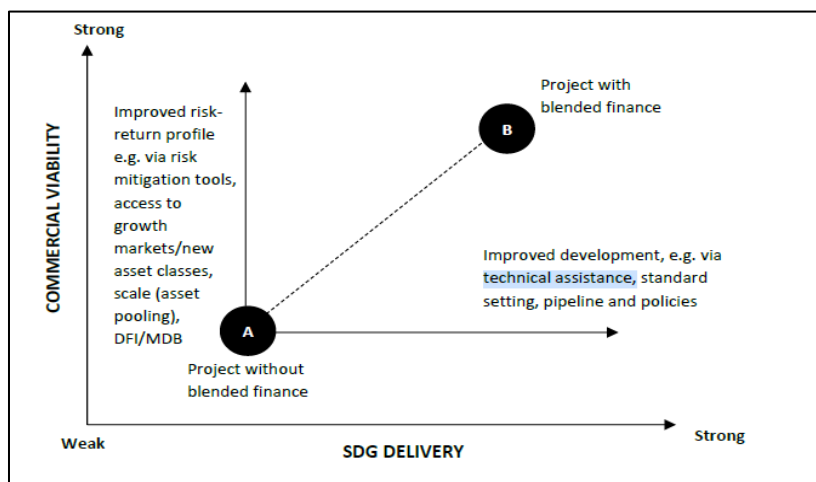 Strong
COMMERCIAL VIABILITY
Improved risk-
return profile
e.g. via risk
mitigation tools,
access to
growth
markets/new
asset classes,
scale (asset
pooling),
DFI/MDB
Project with
blended finance
B
Improved development, e.g. via
technical assistance, standard
setting, pipeline and policies
A
Project without
blended finance
Weak
SDG DELIVERY
Strong